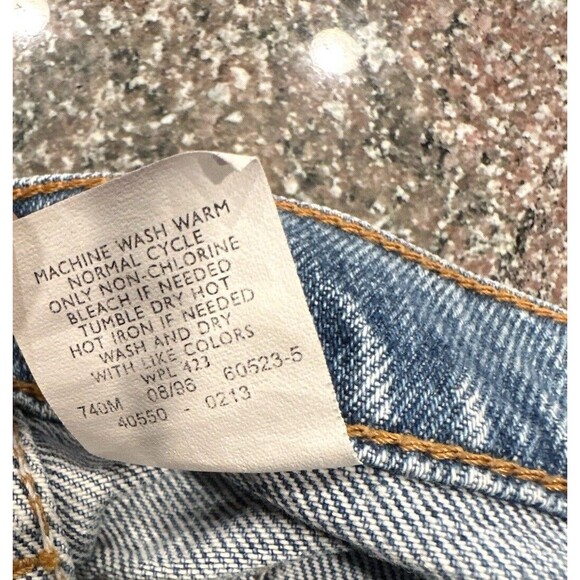 MACHINE WASH WARM
NORMAL CYCLE
ONLY NON-CHLORINE
BLEACH IF NEEDED
TUMBLE DRY HOT
HOT IRON IF NEEDED
WASH AND DRY
WITH LIKE COLORS
WPL 423
740M 08/96 60523-5
40550 - 0213